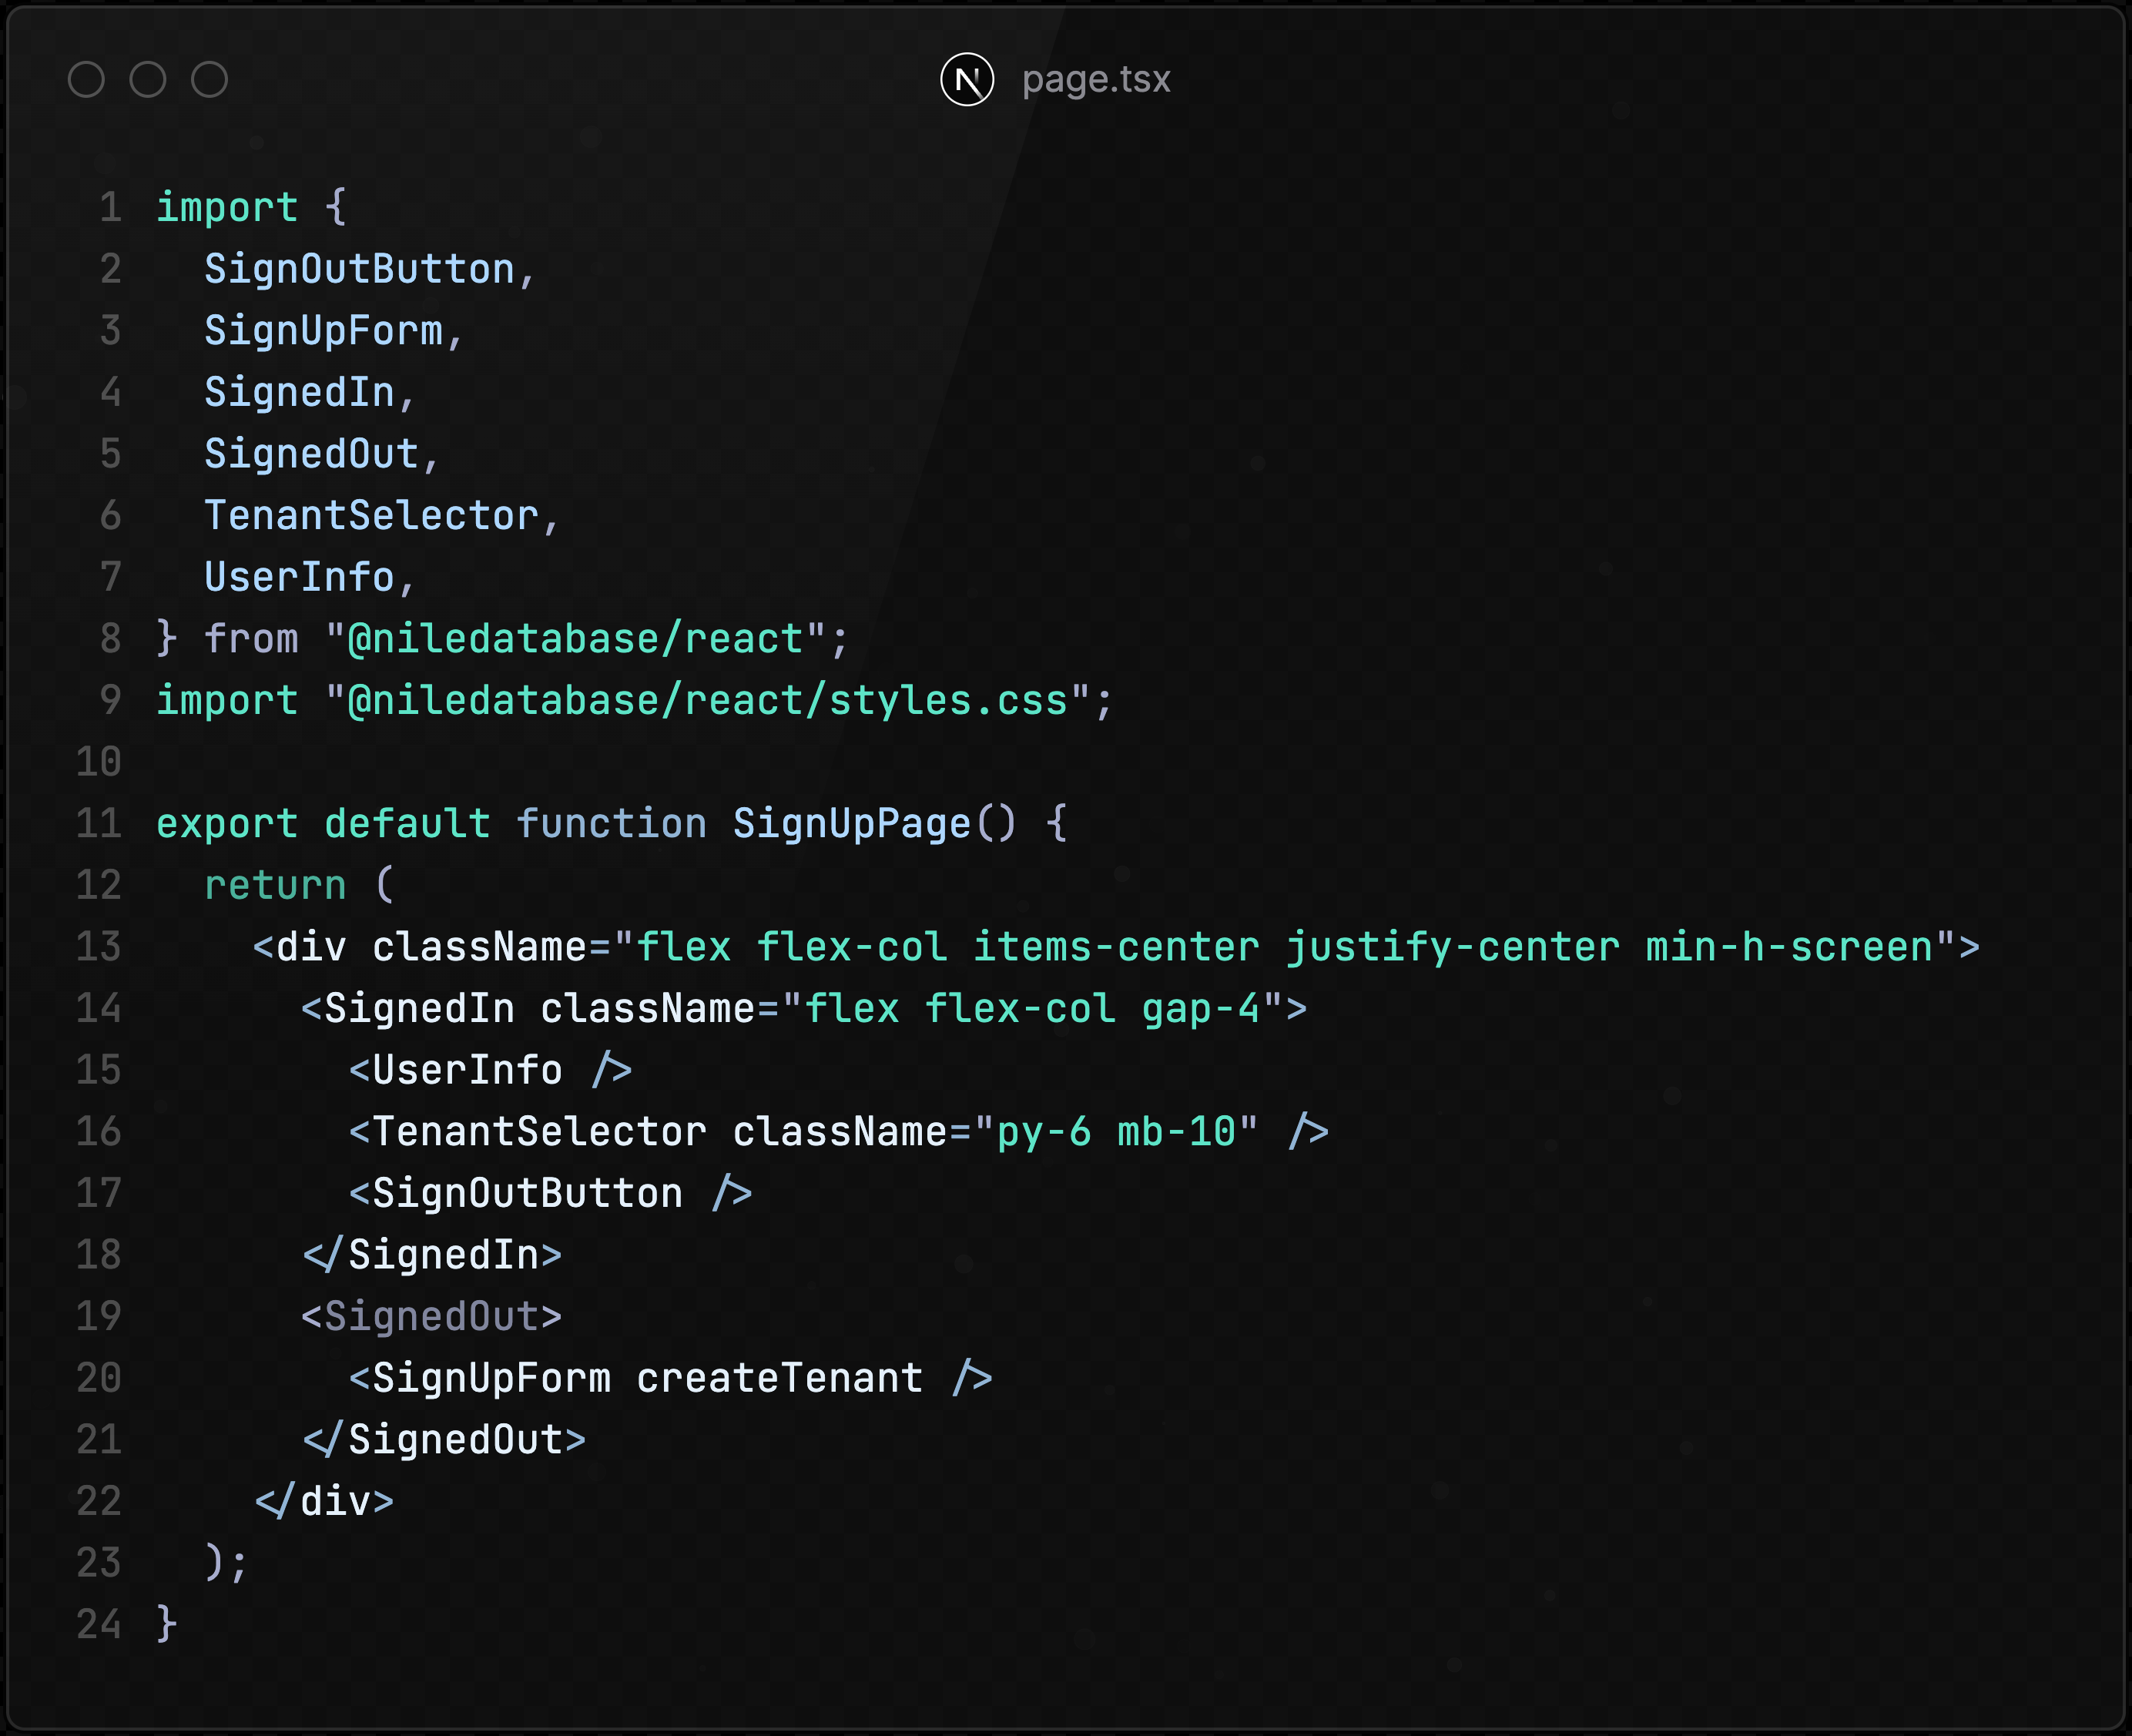 N page.tsx
1 import {
2   SignOutButton,
3   SignUpForm,
4   SignedIn,
5   SignedOut,
6   TenantSelector,
7   UserInfo,
8 } from "@niledatabase/react";
9 import "@niledatabase/react/styles.css";
10
11 export default function SignUpPage() {
12   return (
13     <div className="flex flex-col items-center justify-center min-h-screen">
14       <SignedIn className="flex flex-col gap-4">
15         <UserInfo />
16         <TenantSelector className="py-6 mb-10" />
17         <SignOutButton />
18       </SignedIn>
19       <SignedOut>
20         <SignUpForm createTenant />
21       </SignedOut>
22     </div>
23   );
24 }